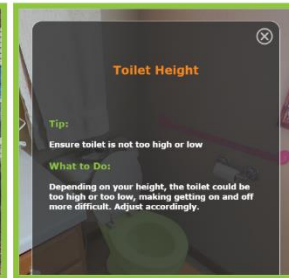 Toilet Height
Tip:
Ensure toilet is not too high or low
What to Do:
Depending on your height, the toilet could be
too high or too low, making getting on and off
more difficult. Adjust accordingly.